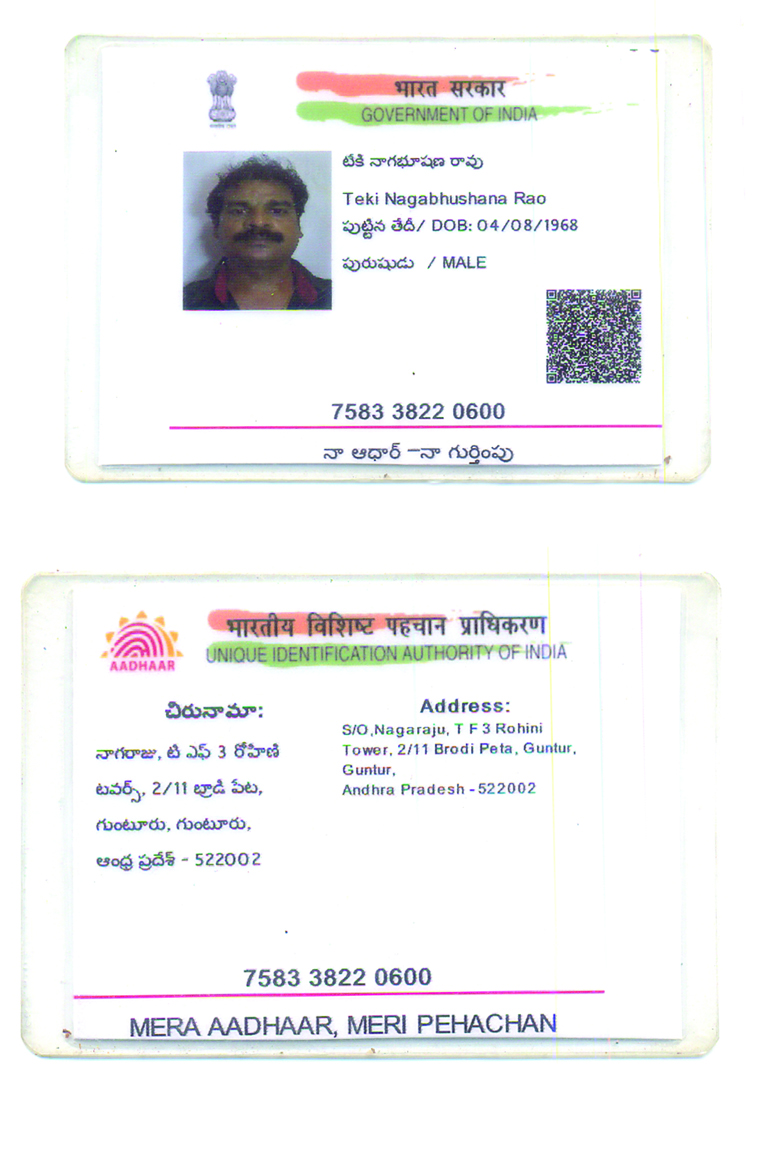 भारत सरकार
GOVERNMENT OF INDIA
టేకి నాగభూషణ రావు
Teki Nagabhushana Rao
పుట్టిన తేదీ/ DOB: 04/08/1968
పురుషుడు / MALE
7583 3822 0600
నా ఆధార్ –నా గుర్తింపు
భారతీయ विशिष्ट पहचान प्राधिकरण
UNIQUE IDENTIFICATION AUTHORITY OF INDIA
AADHAAR
చిరునామా:
నాగరాజు, టి ఎఫ్ 3 రోహిణి
టవర్స్, 2/11 బ్రాడి పేట,
గుంటూరు, గుంటూరు,
ఆంధ్ర ప్రదేశ్ - 522002
Address:
S/O,Nagaraju, T F 3 Rohini
Tower, 2/11 Brodi Peta, Guntur,
Guntur,
Andhra Pradesh - 522002
7583 3822 0600
MERA AADHAAR, MERI PEHACHAN